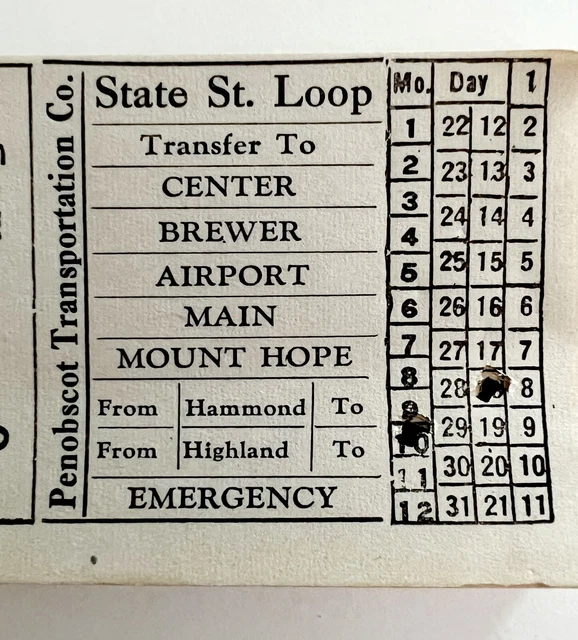 Penobscot Transportation Co.
State St. Loop
Transfer To
CENTER
BREWER
AIRPORT
MAIN
MOUNT HOPE
From Hammond To
From Highland To
EMERGENCY
Mo. Day 1
1 22 12 2
2 23 13 3
3 24 14 4
4 25 15 5
5 26 16 6
6 27 17 7
7 28 8
8 29 19 9
9 30 20 10
10 31 21 11
11
12